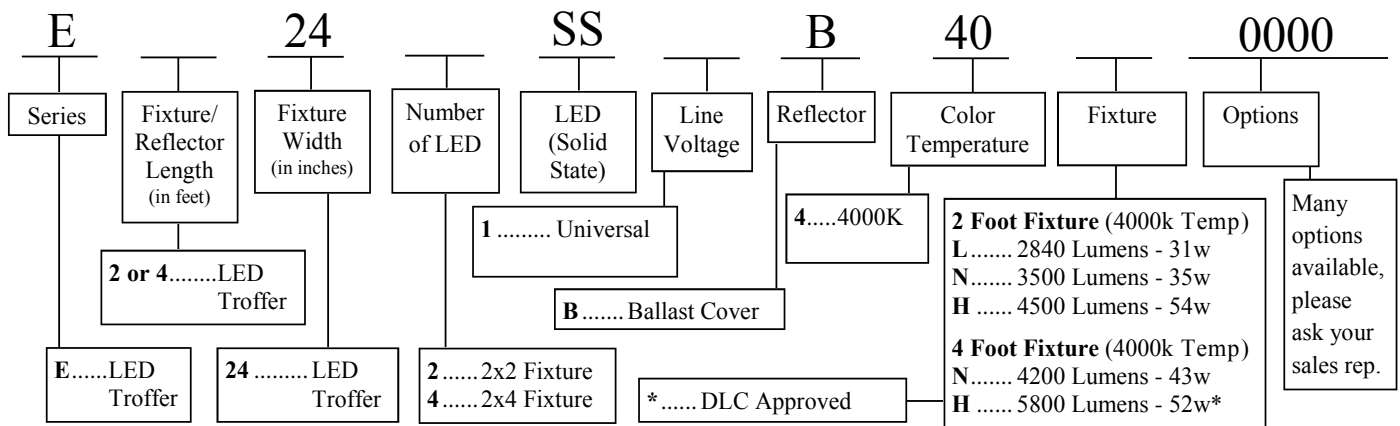 E 24 SS B 40 0000
Series
Fixture/
Reflector
Length
(in feet)
Fixture
Width
(in inches)
Number
of LED
LED
(Solid
State)
Line
Voltage
Reflector
Color
Temperature
Fixture
Options
E......LED
Troffer
2 or 4........LED
Troffer
24 .........LED
Troffer
2 ......2x2 Fixture
4 ......2x4 Fixture
1 ......... Universal
B ....... Ballast Cover
4.....4000K
2 Foot Fixture (4000k Temp)
L....... 2840 Lumens - 31w
N....... 3500 Lumens - 35w
H ...... 4500 Lumens - 54w
4 Foot Fixture (4000k Temp)
N....... 4200 Lumens - 43w
H ...... 5800 Lumens - 52w*
*...... DLC Approved
Many
options
available,
please
ask your
sales rep.